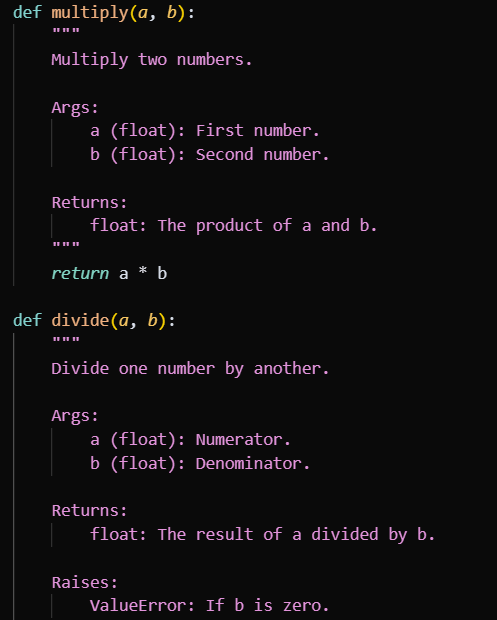 def multiply(a, b):
    """
    Multiply two numbers.

    Args:
        a (float): First number.
        b (float): Second number.

    Returns:
        float: The product of a and b.
    """
    return a * b

def divide(a, b):
    """
    Divide one number by another.

    Args:
        a (float): Numerator.
        b (float): Denominator.

    Returns:
        float: The result of a divided by b.

    Raises:
        ValueError: If b is zero.